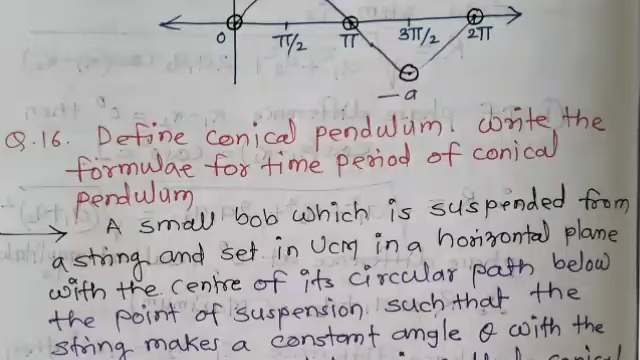 0 π/2 π 3π/2 2π
-a
Q.16. Define conical pendulum. Write the
formulae for time period of conical
pendulum
A small bob which is suspended from
a string and set in UCM in a horizontal plane
with the centre of its circular path below
the point of suspension such that the
string makes a constant angle θ with the